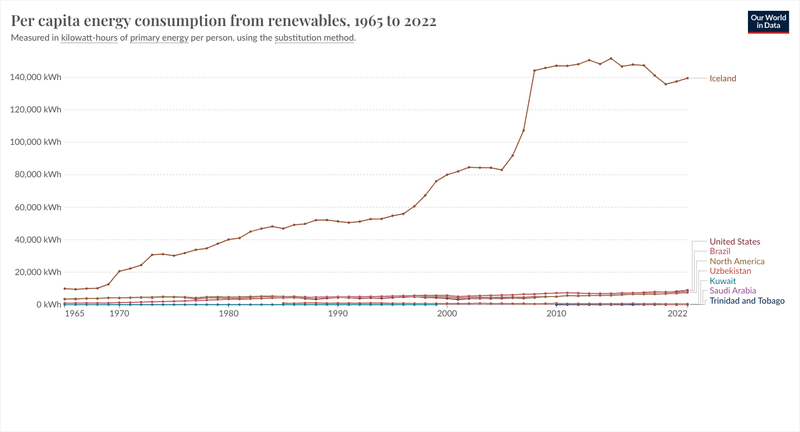 Per capita energy consumption from renewables, 1965 to 2022
Our World
in Data
Measured in kilowatt-hours of primary energy per person, using the substitution method.
140,000 kWh
120,000 kWh
100,000 kWh
80,000 kWh
60,000 kWh
40,000 kWh
20,000 kWh
0 kWh
1965
1970
1980
1990
2000
2010
2022
Iceland
United States
Brazil
North America
Uzbekistan
Kuwait
Saudi Arabia
Trinidad and Tobago